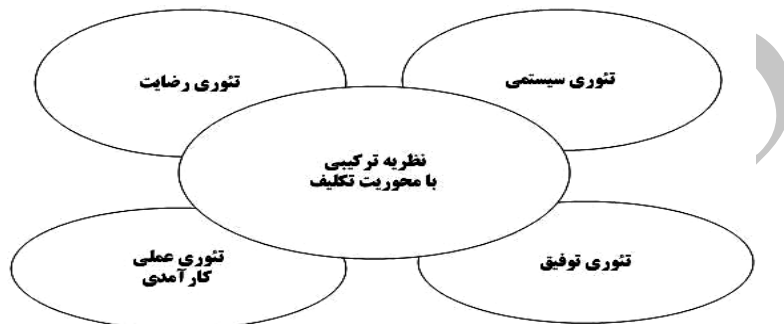 تئوری سیستمی
تئوری رضایت
نظریه ترکیبی
با محوریت تکلیف
تئوری توفیق
تئوری عملی
کارآمدی